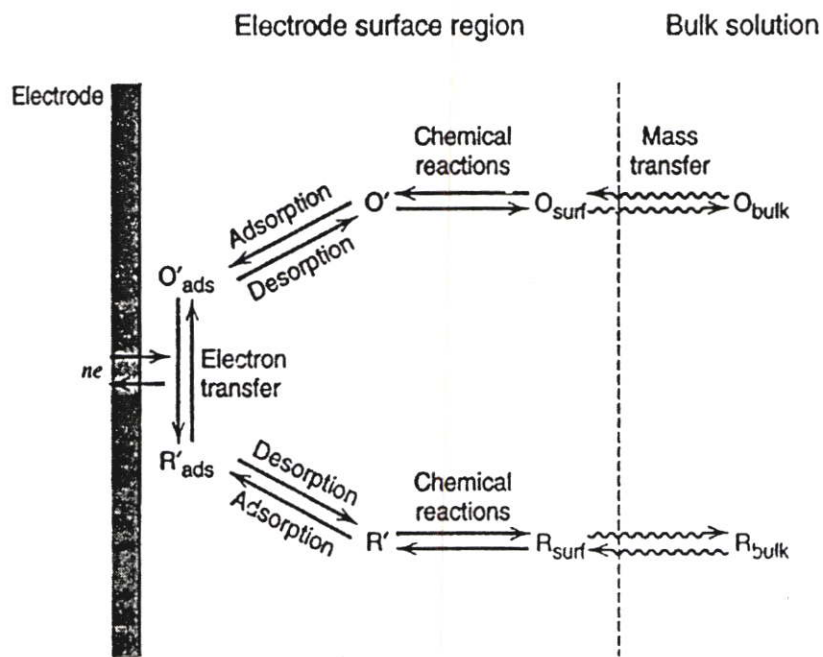 Electrode surface region
Bulk solution
Electrode
Chemical
reactions
Mass
transfer
O'
O_surf
O_bulk
Adsorption
Desorption
O'_ads
ne
Electron
transfer
R'_ads
Desorption
Adsorption
Chemical
reactions
R'
R_surf
R_bulk